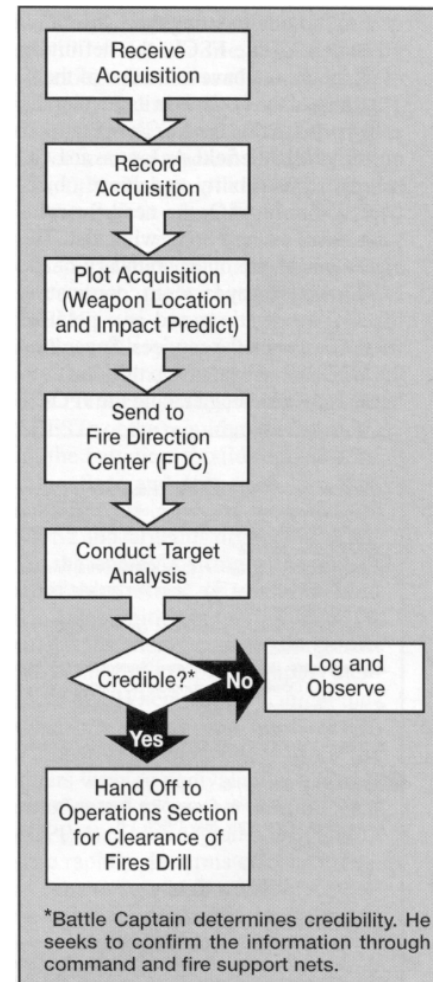 Receive
Acquisition
Record
Acquisition
Plot Acquisition
(Weapon Location
and Impact Predict)
Send to
Fire Direction
Center (FDC)
Conduct Target
Analysis
Credible?*
No
Log and
Observe
Yes
Hand Off to
Operations Section
for Clearance of
Fires Drill
*Battle Captain determines credibility. He
seeks to confirm the information through
command and fire support nets.